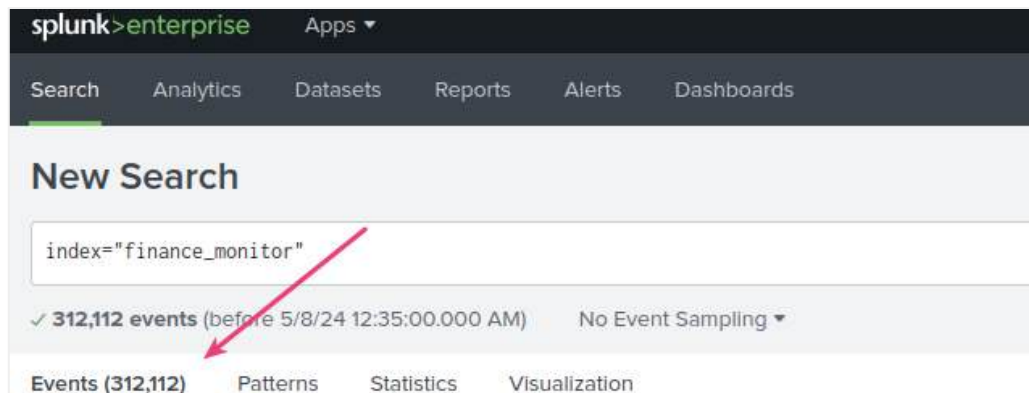 splunk>enterprise Apps
Search Analytics Datasets Reports Alerts Dashboards
New Search
index="finance_monitor"
✓ 312,112 events (before 5/8/24 12:35:00.000 AM) No Event Sampling
Events (312,112) Patterns Statistics Visualization